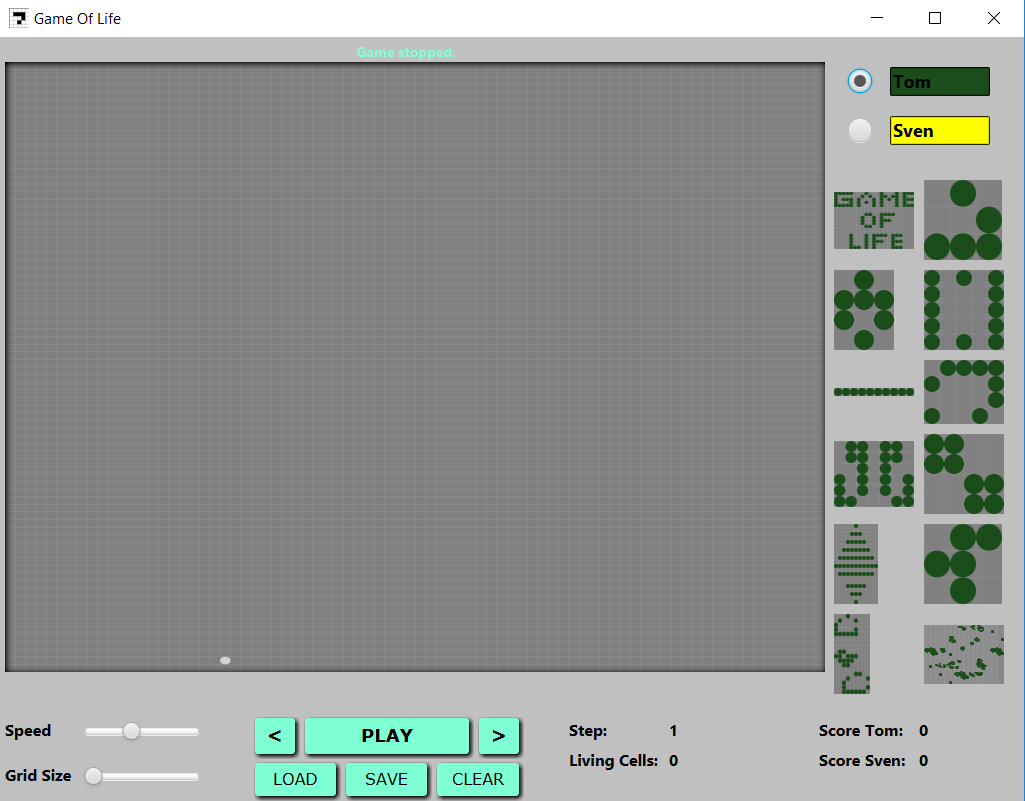 Game Of Life
Game stopped.
Tom
Sven
GAME
OF
LIFE
Speed
< PLAY >
Step: 1
Score Tom: 0
Living Cells: 0
Score Sven: 0
Grid Size
LOAD SAVE CLEAR